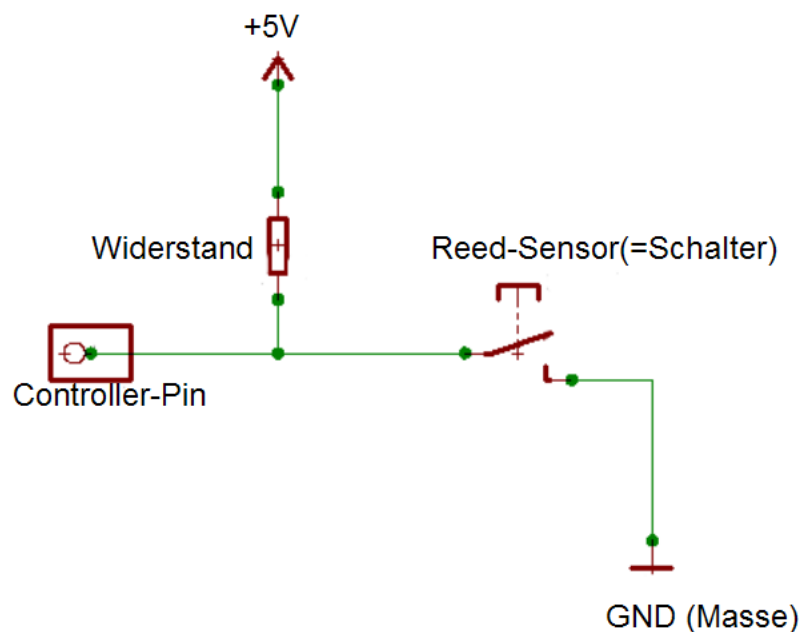 +5V
Widerstand
Reed-Sensor(=Schalter)
Controller-Pin
GND (Masse)